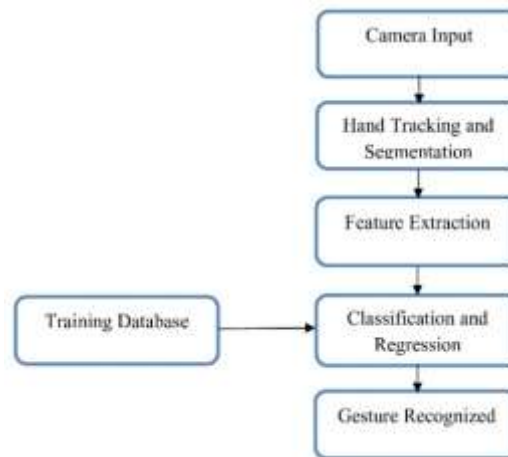 Camera Input
Hand Tracking and
Segmentation
Feature Extraction
Training Database
Classification and
Regression
Gesture Recognized